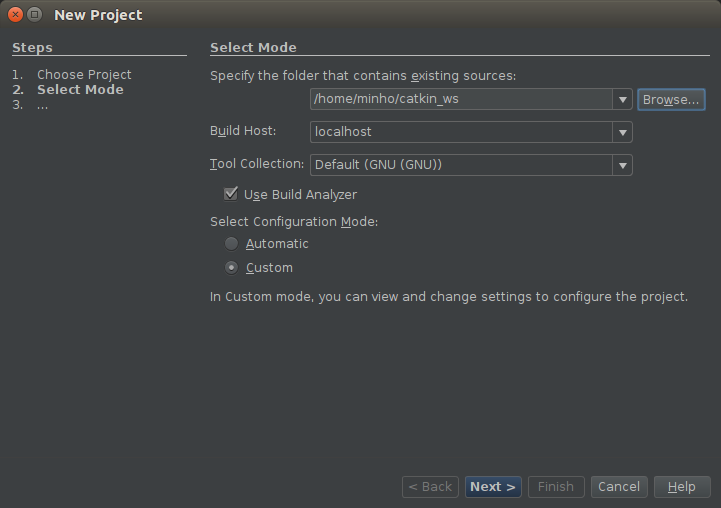 New Project
Steps
1. Choose Project
2. Select Mode
3. ...
Select Mode
Specify the folder that contains existing sources:
/home/minho/catkin_ws
Browse...
Build Host: localhost
Tool Collection: Default (GNU (GNU))
Use Build Analyzer
Select Configuration Mode:
Automatic
Custom
In Custom mode, you can view and change settings to configure the project.
< Back Next > Finish Cancel Help